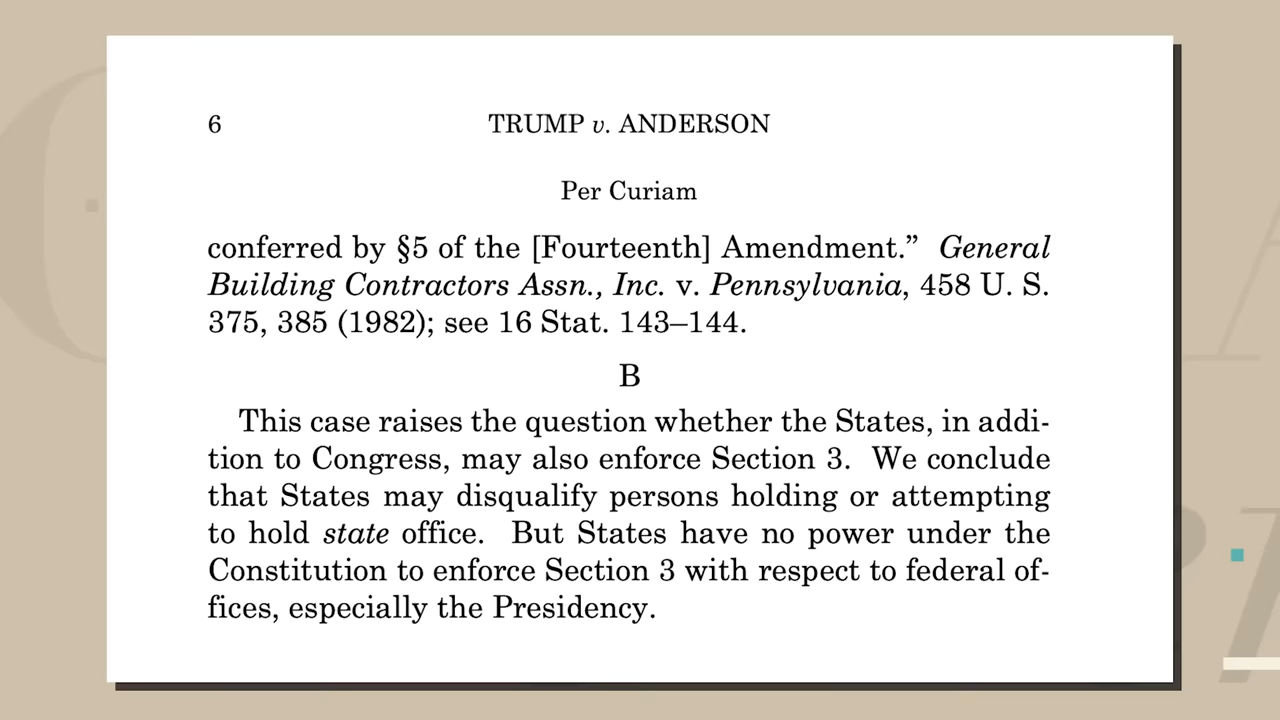 6 TRUMP v. ANDERSON
Per Curiam
conferred by §5 of the [Fourteenth] Amendment.” General
Building Contractors Assn., Inc. v. Pennsylvania, 458 U. S.
375, 385 (1982); see 16 Stat. 143–144.
B
This case raises the question whether the States, in addi-
tion to Congress, may also enforce Section 3. We conclude
that States may disqualify persons holding or attempting
to hold state office. But States have no power under the
Constitution to enforce Section 3 with respect to federal of-
fices, especially the Presidency.